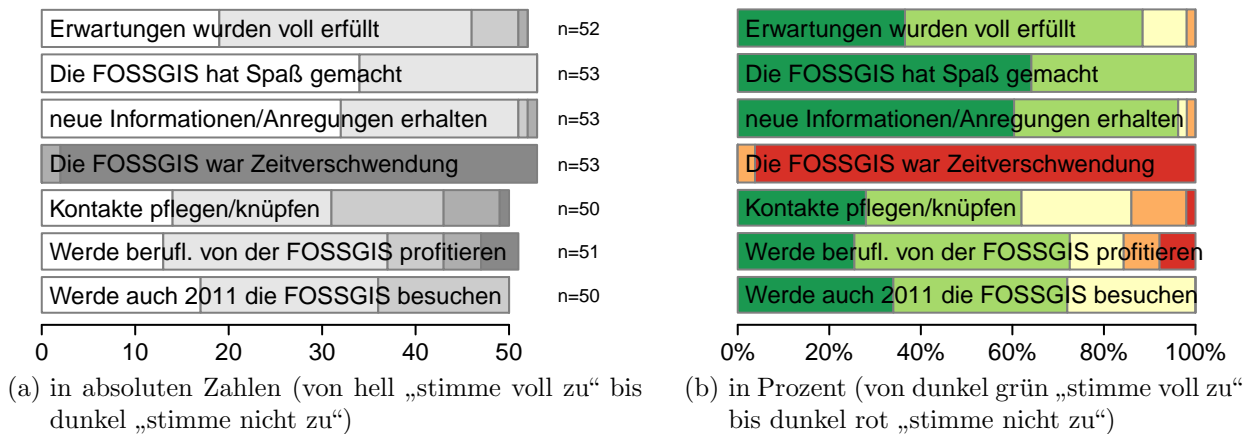 Erwartungen wurden voll erfüllt
n=52
Die FOSSGIS hat Spaß gemacht
n=53
neue Informationen/Anregungen erhalten
n=53
Die FOSSGIS war Zeitverschwendung
n=53
Kontakte pflegen/knüpfen
n=50
Werde berufl. von der FOSSGIS profitieren
n=51
Werde auch 2011 die FOSSGIS besuchen
n=50
0 10 20 30 40 50
(a) in absoluten Zahlen (von hell „stimme voll zu“ bis
dunkel „stimme nicht zu“)
Erwartungen wurden voll erfüllt
Die FOSSGIS hat Spaß gemacht
neue Informationen/Anregungen erhalten
Die FOSSGIS war Zeitverschwendung
Kontakte pflegen/knüpfen
Werde berufl. von der FOSSGIS profitieren
Werde auch 2011 die FOSSGIS besuchen
0% 20% 40% 60% 80% 100%
(b) in Prozent (von dunkel grün „stimme voll zu“
bis dunkel rot „stimme nicht zu“)